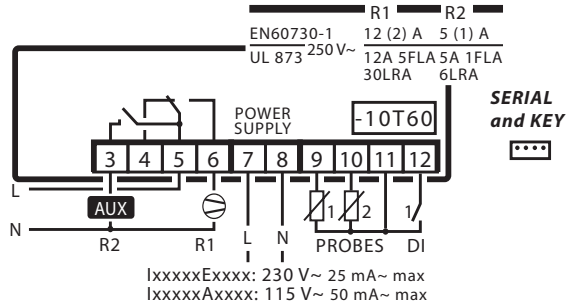 R1 R2
EN60730-1 250 V~ 12 (2) A 5 (1) A
UL 873 12A 5FLA 5A 1FLA
30LRA 6LRA
SERIAL
and KEY
POWER
SUPPLY
-10T60
3 4 5 6 7 8 9 10 11 12
L
AUX
1 2 1
N
R2 R1 L N PROBES DI
IxxxxxExxxx: 230 V~ 25 mA~ max
IxxxxxAxxxx: 115 V~ 50 mA~ max